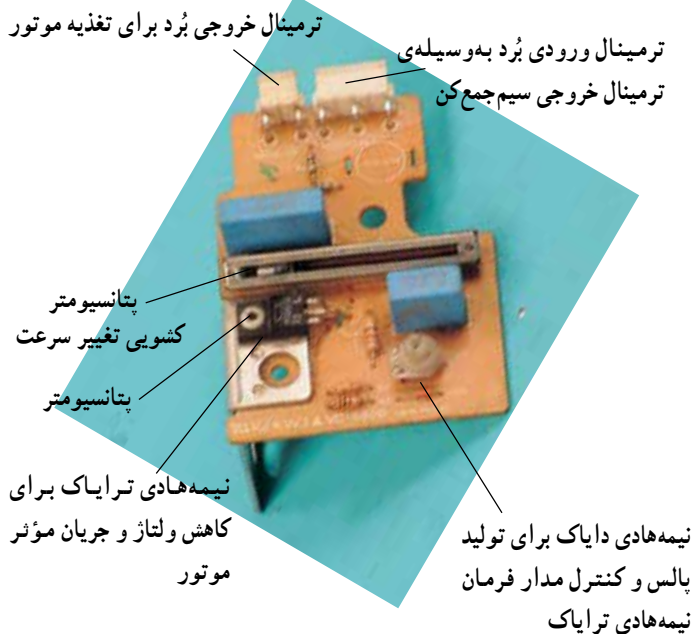 ترمینال خروجی بُرد برای تغذیه موتور
ترمینال ورودی بُرد به‌وسیله‌ی
ترمینال خروجی سیم‌جمع‌کن
پتانسیومتر
کشویی تغییر سرعت
پتانسیومتر
نیمه‌هادی ترایاک برای
کاهش ولتاژ و جریان مؤثر
موتور
نیمه‌هادی دایاک برای تولید
پالس و کنترل مدار فرمان
نیمه‌هادی ترایاک